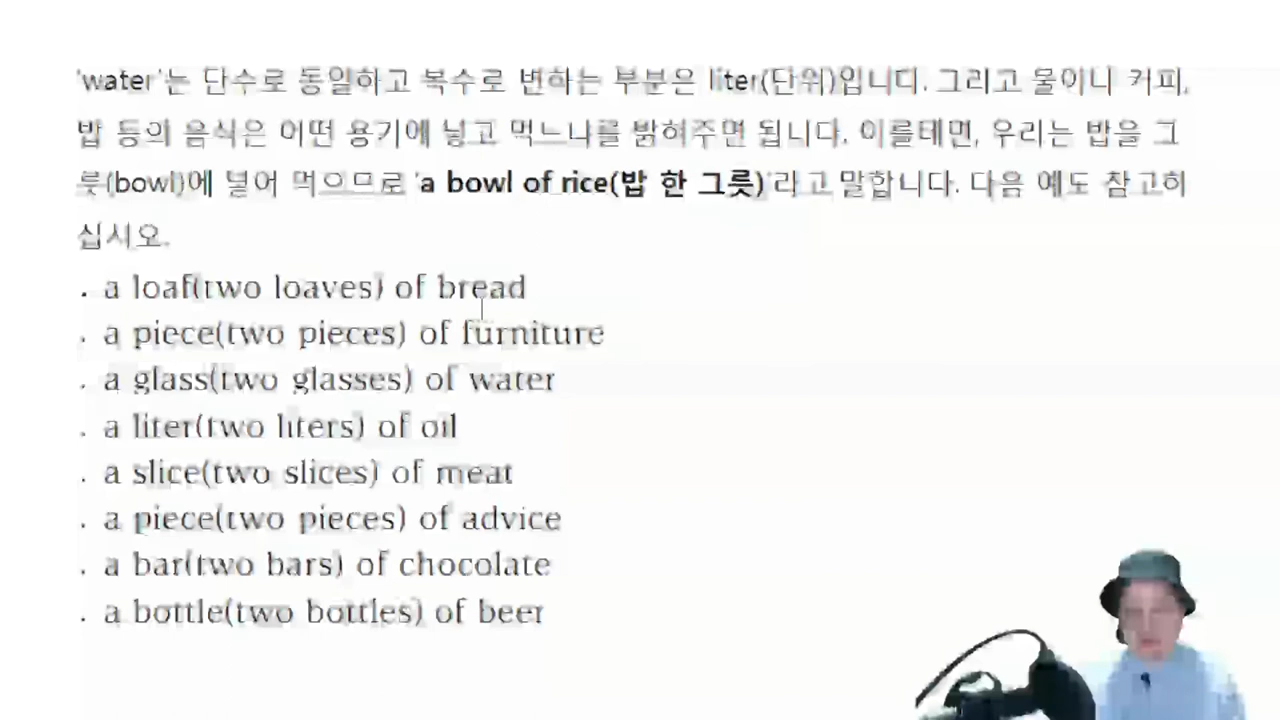 'water'는 단수로 동일하고 복수로 변하는 부분은 liter(단위)입니다. 그리고 물이니 커피,
밥 등의 음식은 어떤 용기에 넣고 먹느냐를 밝혀주면 됩니다. 이를테면, 우리는 밥을 그
릇(bowl)에 넣어 먹으므로 'a bowl of rice(밥 한 그릇)'라고 말합니다. 다음 예도 참고하
십시오.
. a loaf(two loaves) of bread
. a piece(two pieces) of furniture
. a glass(two glasses) of water
. a liter(two liters) of oil
. a slice(two slices) of meat
. a piece(two pieces) of advice
. a bar(two bars) of chocolate
. a bottle(two bottles) of beer